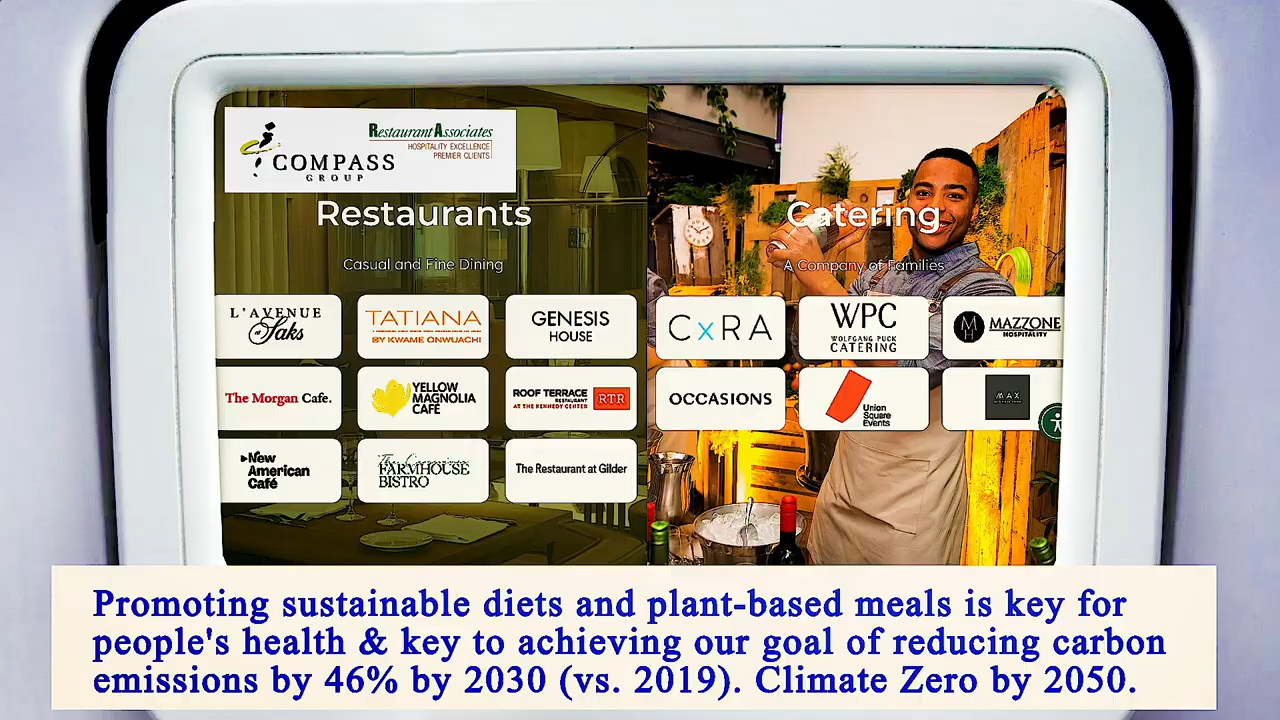 COMPASS
GROUP
Restaurant Associates
HOSPITALITY EXCELLENCE
PREMIER CLIENTS
Restaurants
Casual and Fine Dining
L'AVENUE
Saks
TATIANA
BY KWAME ONWUACHI
GENESIS
HOUSE
The Morgan Cafe.
YELLOW
MAGNOLIA
CAFÉ
ROOF TERRACE
RESTAURANT
AT THE KENNEDY CENTER
RTR
New
American
Café
FARMHOUSE
BISTRO
The Restaurant at Gilder
Catering
A Company of Families
CxRA
WPC
WOLFGANG PUCK
CATERING
M
H
MAZZONE
HOSPITALITY
OCCASIONS
Union
Square
Events
MAX
Promoting sustainable diets and plant-based meals is key for
people's health & key to achieving our goal of reducing carbon
emissions by 46% by 2030 (vs. 2019). Climate Zero by 2050.